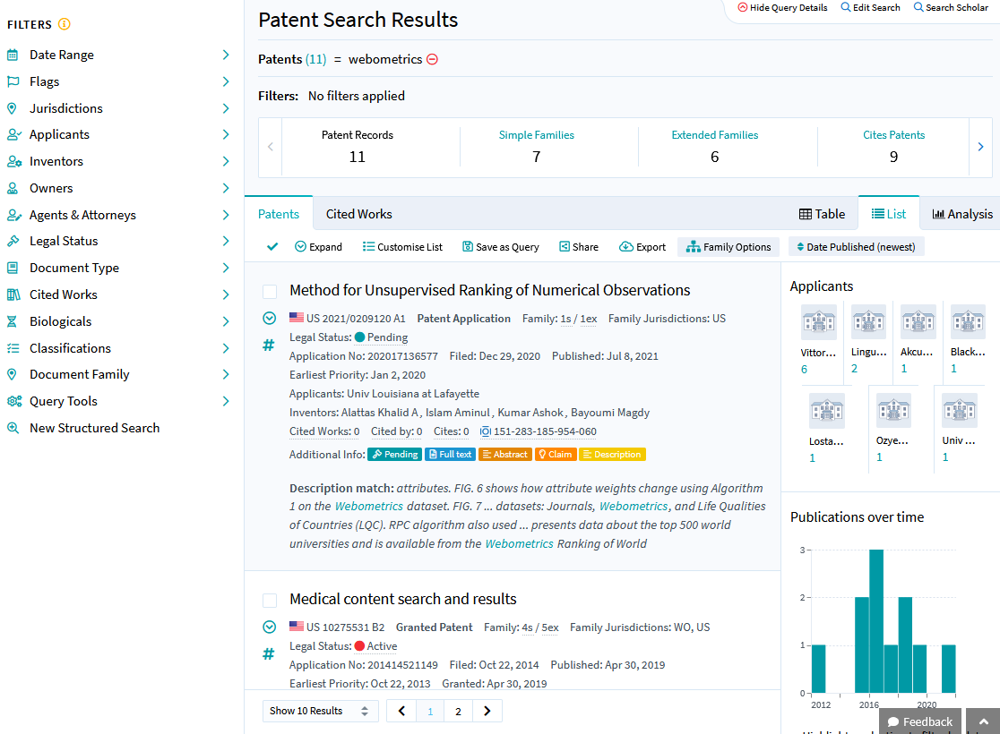 FILTERS
Date Range
Flags
Jurisdictions
Applicants
Inventors
Owners
Agents & Attorneys
Legal Status
Document Type
Cited Works
Biologicals
Classifications
Document Family
Query Tools
New Structured Search
Hide Query Details Edit Search Search Scholar
Patent Search Results
Patents (11) = webometrics
Filters: No filters applied
Patent Records Simple Families Extended Families Cites Patents
11 7 6 9
Patents Cited Works Table List Analysis
Expand Customise List Save as Query Share Export Family Options Date Published (newest)
Method for Unsupervised Ranking of Numerical Observations
US 2021/0209120 A1 Patent Application Family: 1s / 1ex Family Jurisdictions: US
Legal Status: Pending
Application No: 202017136577 Filed: Dec 29, 2020 Published: Jul 8, 2021
Earliest Priority: Jan 2, 2020
Applicants: Univ Louisiana at Lafayette
Inventors: Alattas Khalid A , Islam Aminul , Kumar Ashok , Bayoumi Magdy
Cited Works: 0 Cited by: 0 Cites: 0 151-283-185-954-060
Additional Info: Pending Full text Abstract Claim Description
Description match: attributes. FIG. 6 shows how attribute weights change using Algorithm
1 on the Webometrics dataset. FIG. 7 ... datasets: Journals, Webometrics, and Life Qualities
of Countries (LQC). RPC algorithm also used ... presents data about the top 500 world
universities and is available from the Webometrics Ranking of World
Medical content search and results
US 10275531 B2 Granted Patent Family: 4s / 5ex Family Jurisdictions: WO, US
Legal Status: Active
Application No: 201414521149 Filed: Oct 22, 2014 Published: Apr 30, 2019
Earliest Priority: Oct 22, 2013 Granted: Apr 30, 2019
Show 10 Results 1 2
Applicants
Vittor... Lingu... Akcu... Black...
6 2 1 1
Losta... Ozye... Univ ...
1 1 1
Publications over time
3
2
1
0
2012 2016 2020
Feedback